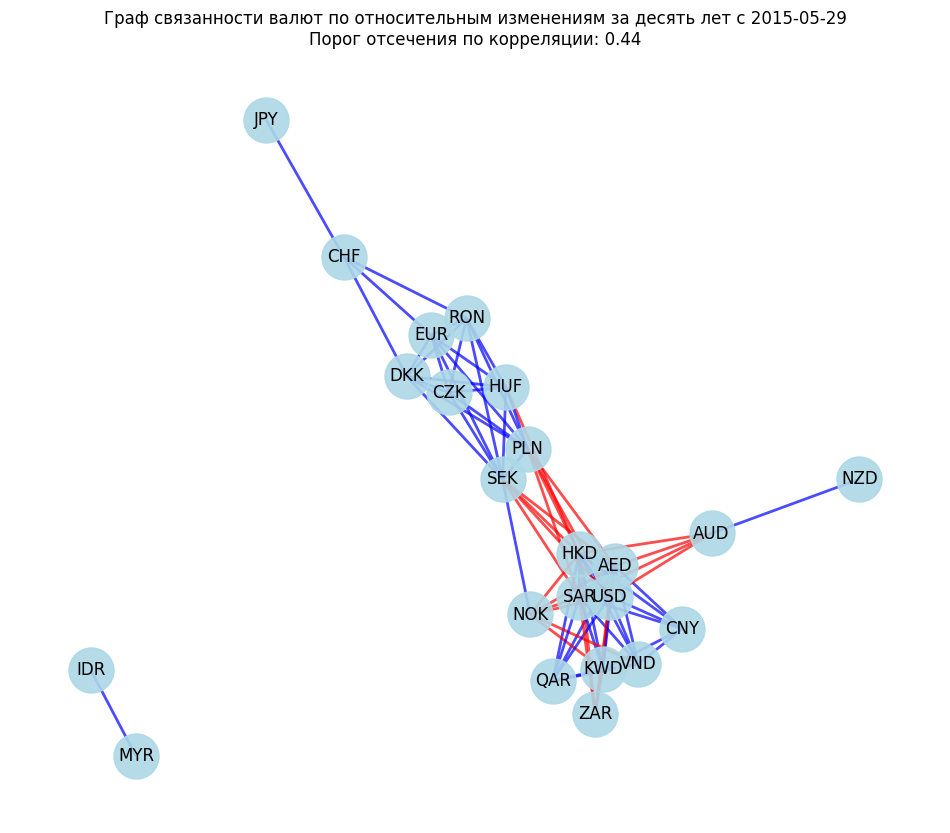 Граф связанности валют по относительным изменениям за десять лет с 2015-05-29
Порог отсечения по корреляции: 0.44
JPY
CHF
RON
EUR
DKK
CZK
HUF
PLN
SEK
NZD
AUD
HKD
AED
SAR
USD
NOK
CNY
IDR
KWD
VND
QAR
ZAR
MYR